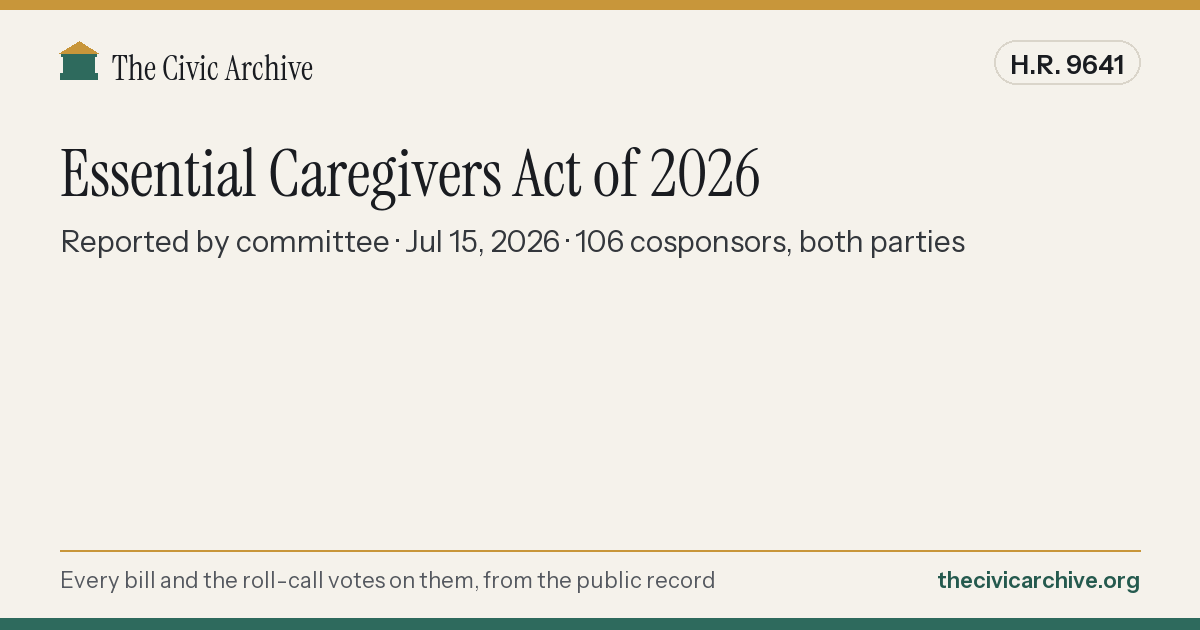 The Civic Archive
H.R. 9641
Essential Caregivers Act of 2026
Reported by committee · Jul 15, 2026 · 106 cosponsors, both parties
Every bill and the roll-call votes on them, from the public record
thecivicarchive.org